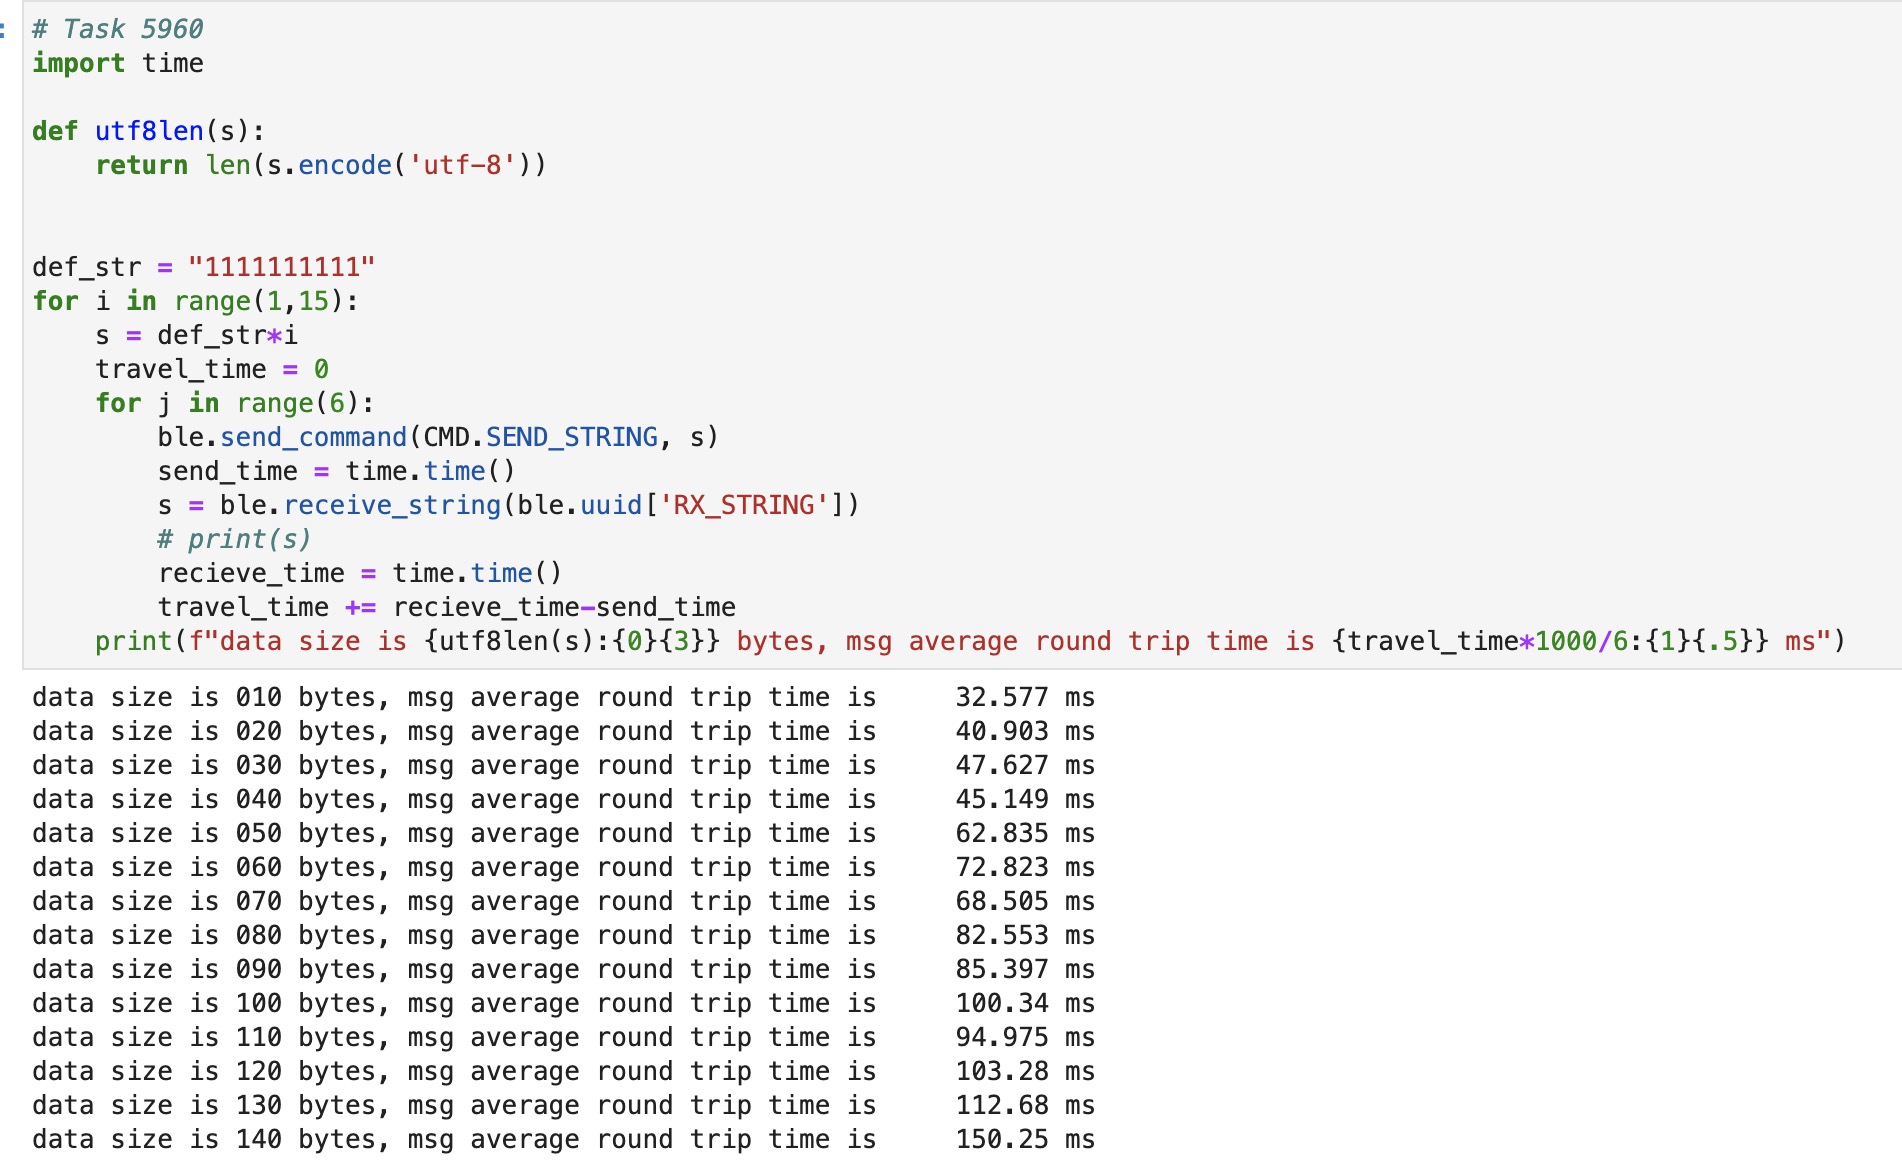 :
# Task 5960
import time
def utf8len(s):
    return len(s.encode('utf-8'))
def_str = "1111111111"
for i in range(1,15):
    s = def_str*i
    travel_time = 0
    for j in range(6):
        ble.send_command(CMD.SEND_STRING, s)
        send_time = time.time()
        s = ble.receive_string(ble.uuid['RX_STRING'])
        # print(s)
        recieve_time = time.time()
        travel_time += recieve_time-send_time
    print(f"data size is {utf8len(s):{0}{3}} bytes, msg average round trip time is {travel_time*1000/6:{1}{.5}} ms")
data size is 010 bytes, msg average round trip time is     32.577 ms
data size is 020 bytes, msg average round trip time is     40.903 ms
data size is 030 bytes, msg average round trip time is     47.627 ms
data size is 040 bytes, msg average round trip time is     45.149 ms
data size is 050 bytes, msg average round trip time is     62.835 ms
data size is 060 bytes, msg average round trip time is     72.823 ms
data size is 070 bytes, msg average round trip time is     68.505 ms
data size is 080 bytes, msg average round trip time is     82.553 ms
data size is 090 bytes, msg average round trip time is     85.397 ms
data size is 100 bytes, msg average round trip time is     100.34 ms
data size is 110 bytes, msg average round trip time is     94.975 ms
data size is 120 bytes, msg average round trip time is     103.28 ms
data size is 130 bytes, msg average round trip time is     112.68 ms
data size is 140 bytes, msg average round trip time is     150.25 ms